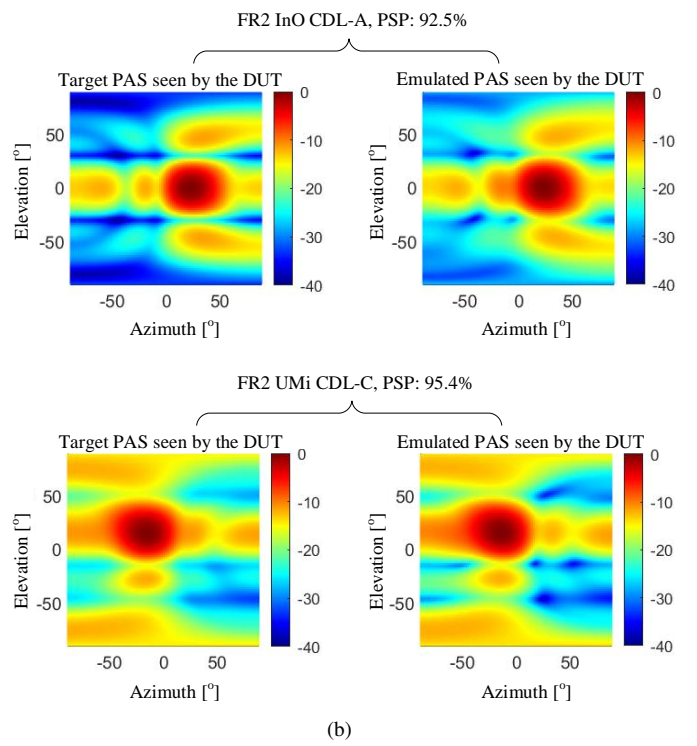 FR2 InO CDL-A, PSP: 92.5%
Target PAS seen by the DUT
Emulated PAS seen by the DUT
Elevation [o]
50
0
-50
-50 0 50
Azimuth [o]
0
-10
-20
-30
-40
Elevation [o]
50
0
-50
-50 0 50
Azimuth [o]
0
-10
-20
-30
-40
FR2 UMi CDL-C, PSP: 95.4%
Target PAS seen by the DUT
Emulated PAS seen by the DUT
Elevation [o]
50
0
-50
-50 0 50
Azimuth [o]
0
-10
-20
-30
-40
Elevation [o]
50
0
-50
-50 0 50
Azimuth [o]
0
-10
-20
-30
-40
(b)